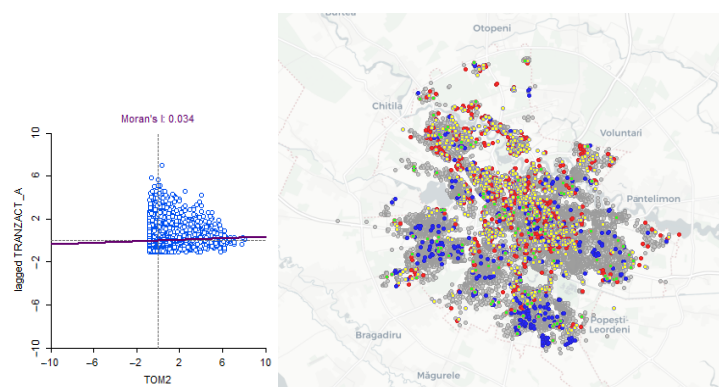 Moran's I: 0.034
10
6
2
−2
−6
−10
lagged TRANZACT_A
−10
−6
−2
2
6
10
TOM2
Otopeni
Chitila
Voluntari
Pantelimon
Popești-
Leordeni
Bragadiru
Măgurele